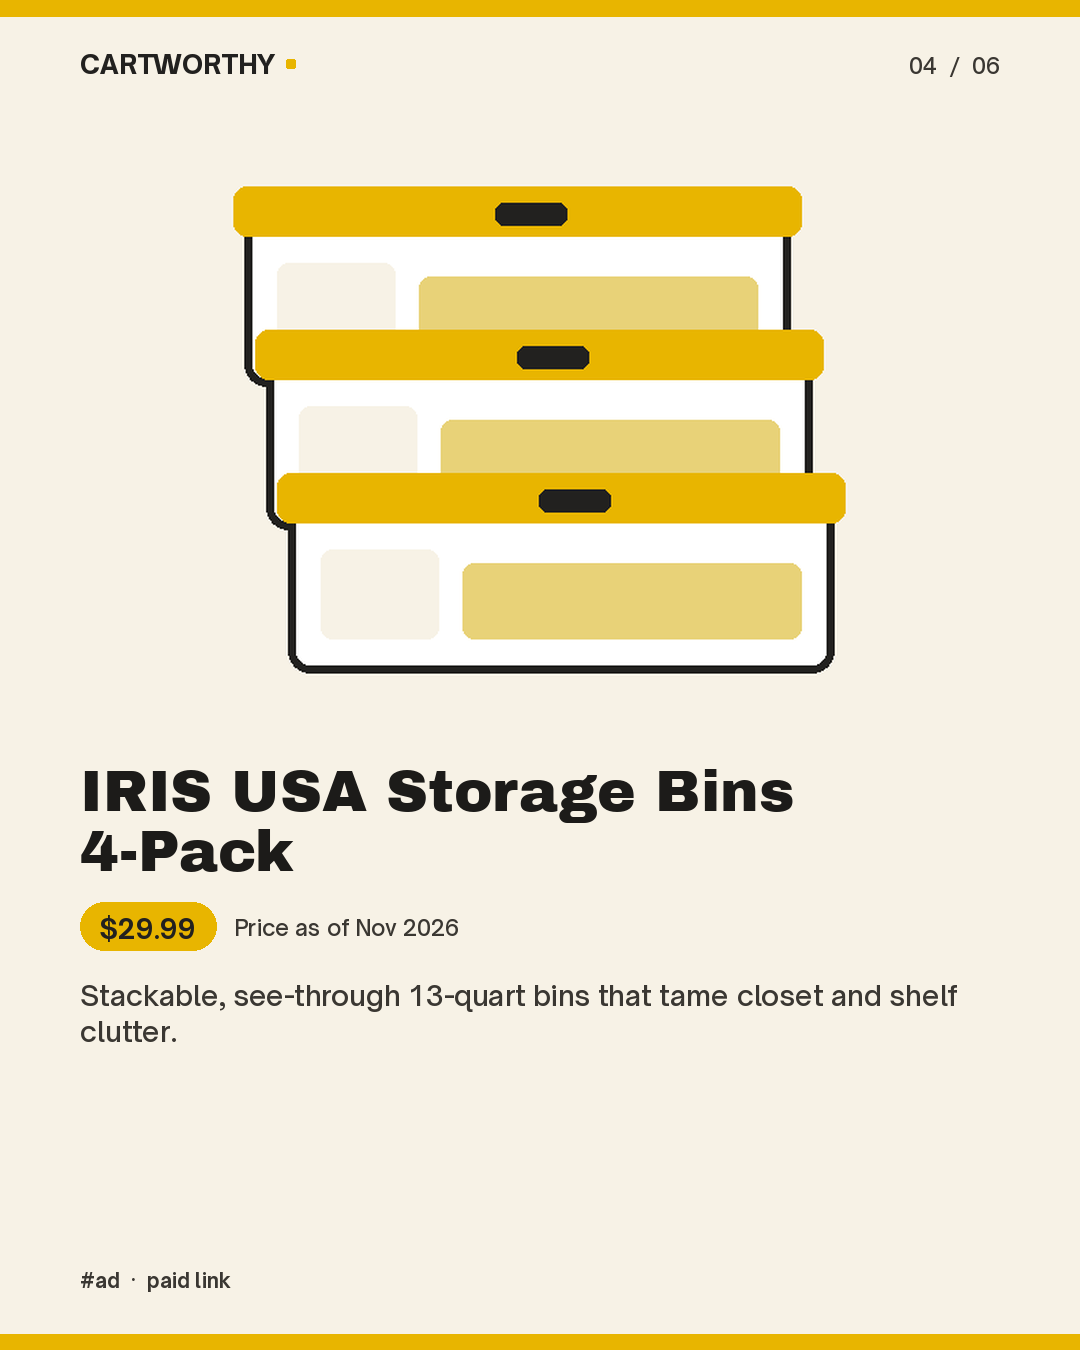 CARTWORTHY
04 / 06
IRIS USA Storage Bins
4-Pack
$29.99 Price as of Nov 2026
Stackable, see-through 13-quart bins that tame closet and shelf
clutter.
#ad · paid link